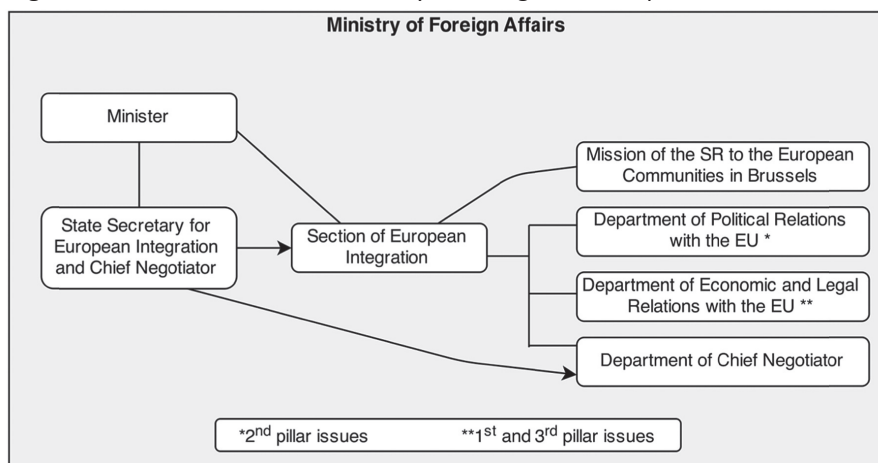 Ministry of Foreign Affairs
Minister
State Secretary for
European Integration
and Chief Negotiator
Section of European
Integration
Mission of the SR to the European
Communities in Brussels
Department of Political Relations
with the EU *
Department of Economic and Legal
Relations with the EU **
Department of Chief Negotiator
*2nd pillar issues **1st and 3rd pillar issues